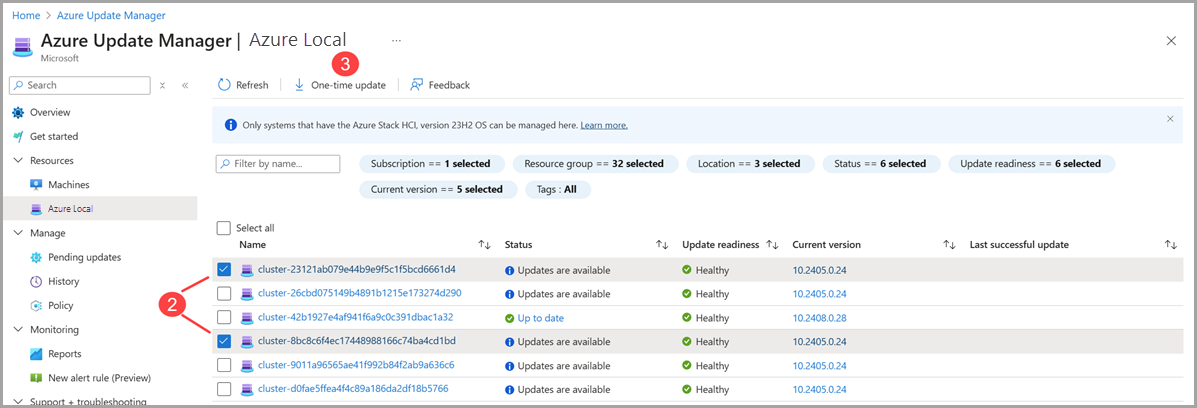 Home > Azure Update Manager
Azure Update Manager | Azure Local ...
Microsoft
3
Search
Refresh
One-time update
Feedback
Overview
Get started
Resources
Machines
Azure Local
Manage
Pending updates
History
Policy
Monitoring
Reports
New alert rule (Preview)
Support + troubleshooting
Only systems that have the Azure Stack HCI, version 23H2 OS can be managed here. Learn more.
Filter by name...
Subscription == 1 selected
Resource group == 32 selected
Location == 3 selected
Status == 6 selected
Update readiness == 6 selected
Current version == 5 selected
Tags : All
Select all
Name Status Update readiness Current version Last successful update
2
cluster-23121ab079e44b9e9f5c1f5bcd6661d4 Updates are available Healthy 10.2405.0.24
cluster-26cbd075149b4891b1215e173274d290 Updates are available Healthy 10.2405.0.24
cluster-42b1927e4af941f6a9c0c391dbac1a32 Up to date Healthy 10.2408.0.28
cluster-8bc8c6f4ec17448988166c74ba4cd1bd Updates are available Healthy 10.2405.0.24
cluster-9011a96565ae41f992b84f2ab9a636c6 Updates are available Healthy 10.2405.0.24
cluster-d0fae5ffea4f4c89a186da2df18b5766 Updates are available Healthy 10.2405.0.24